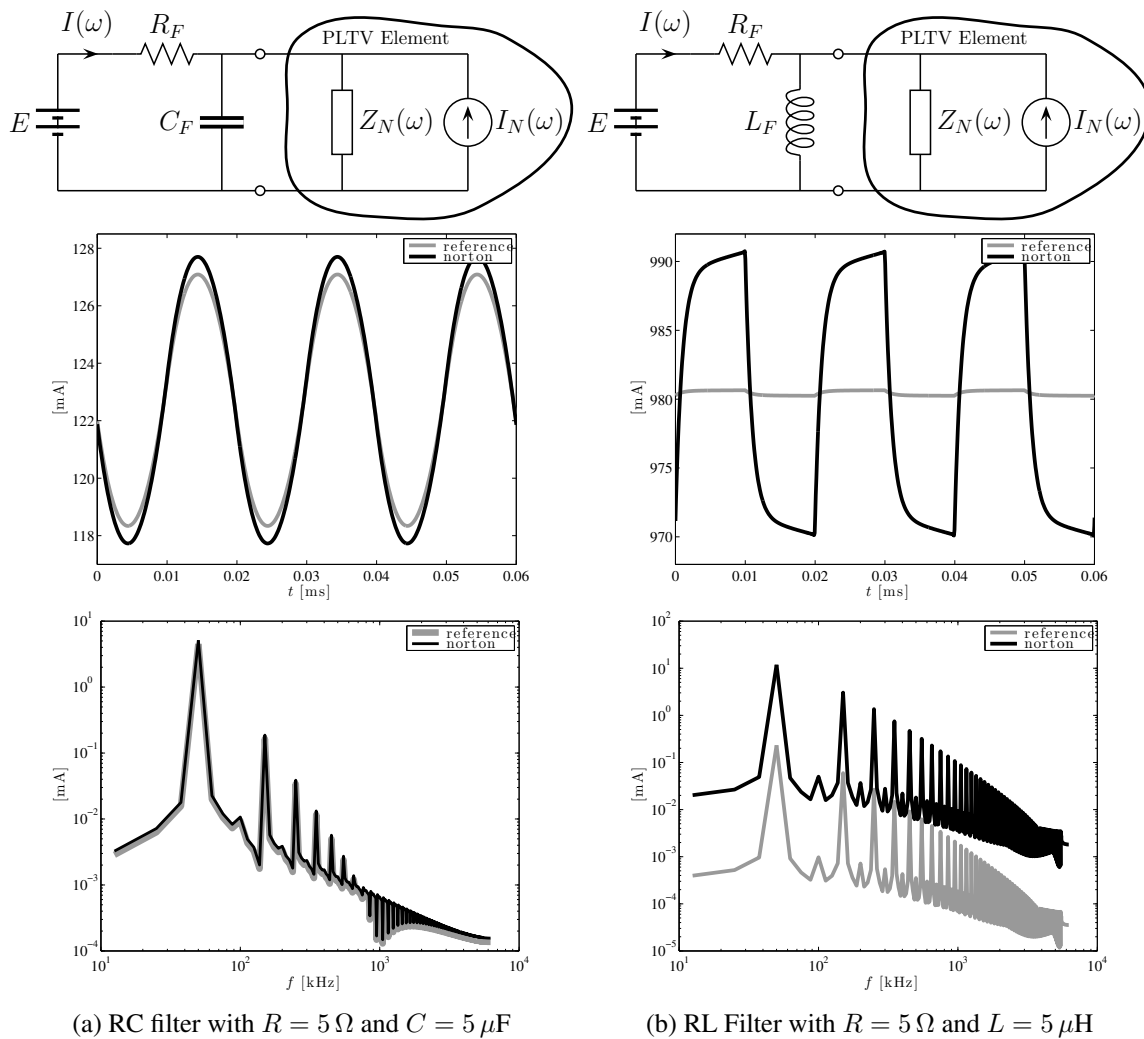 I(ω) R_F PLTV Element
E C_F Z_N(ω) I_N(ω)
I(ω) R_F PLTV Element
E L_F Z_N(ω) I_N(ω)
reference
norton
128
126
124
122
120
118
[mA]
0 0.01 0.02 0.03 0.04 0.05 0.06
t [ms]
reference
norton
990
985
980
975
970
[mA]
0 0.01 0.02 0.03 0.04 0.05 0.06
t [ms]
reference
norton
10^1
10^0
10^-1
10^-2
10^-3
10^-4
[mA]
10^1 10^2 10^3 10^4
f [kHz]
reference
norton
10^2
10^1
10^0
10^-1
10^-2
10^-3
10^-4
10^-5
[mA]
10^1 10^2 10^3 10^4
f [kHz]
(a) RC filter with R = 5 Ω and C = 5 μF
(b) RL Filter with R = 5 Ω and L = 5 μH